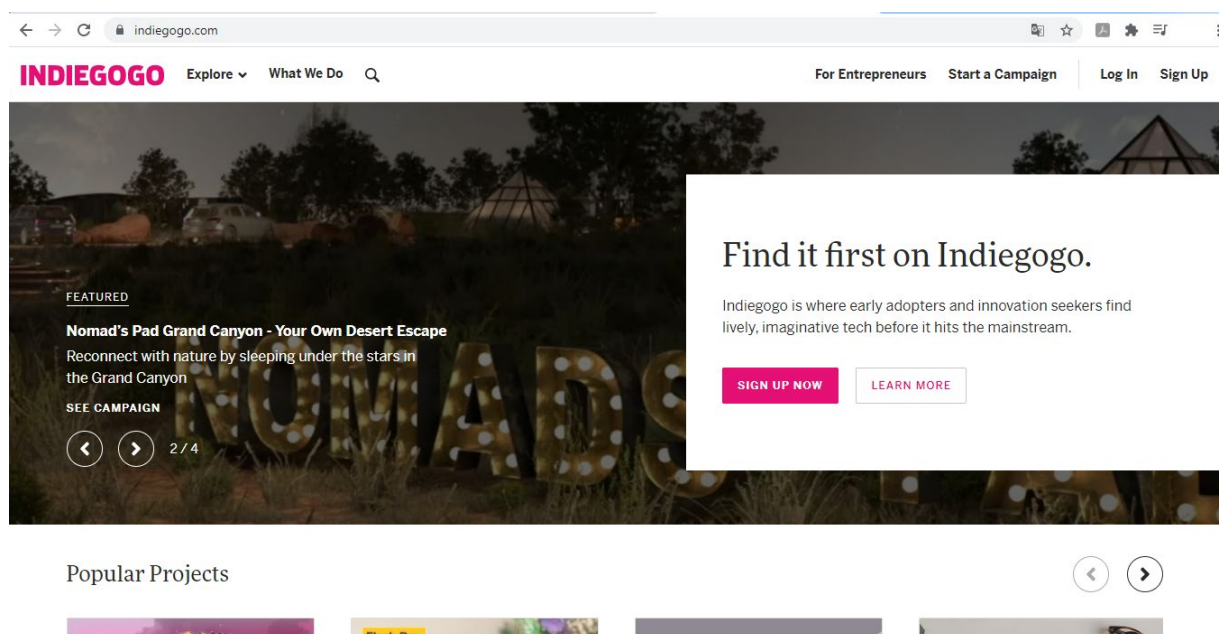 indiegogo.com
INDIEGOGO Explore What We Do For Entrepreneurs Start a Campaign Log In Sign Up
FEATURED
Nomad's Pad Grand Canyon - Your Own Desert Escape
Reconnect with nature by sleeping under the stars in
the Grand Canyon
SEE CAMPAIGN
2/4
NOMADS
Find it first on Indiegogo.
Indiegogo is where early adopters and innovation seekers find
lively, imaginative tech before it hits the mainstream.
SIGN UP NOW LEARN MORE
Popular Projects